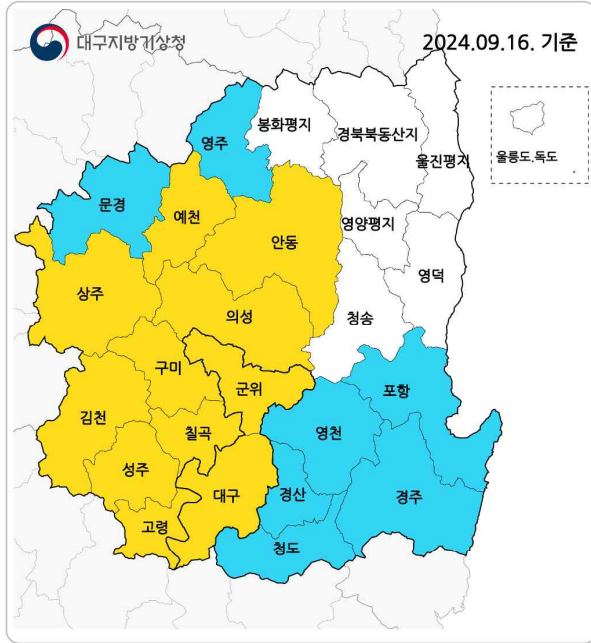 대구지방기상청
2024.09.16. 기준
봉화평지
경북북동산지
영주
울진평지
울릉도.독도
문경
예천
영양평지
안동
영덕
상주
의성
청송
구미
군위
포항
김천
칠곡
영천
성주
대구
경산
경주
고령
청도